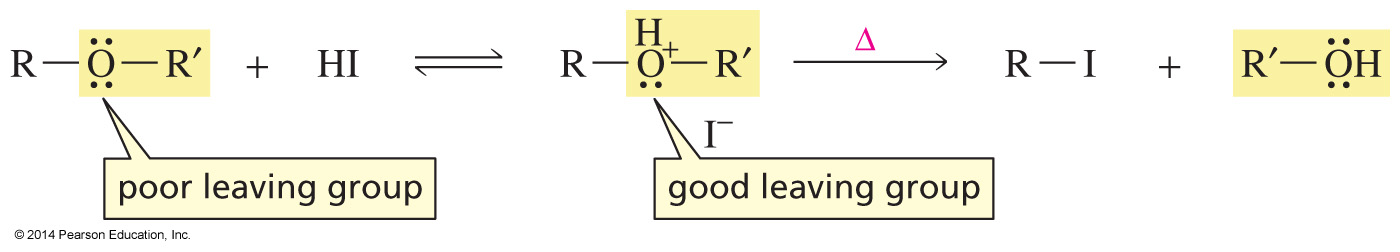 R—Ö—R′ + HI ⇌ R—O—R′ Δ → R—I + R′—ÖH
H
+
I⁻
poor leaving group
good leaving group
© 2014 Pearson Education, Inc.